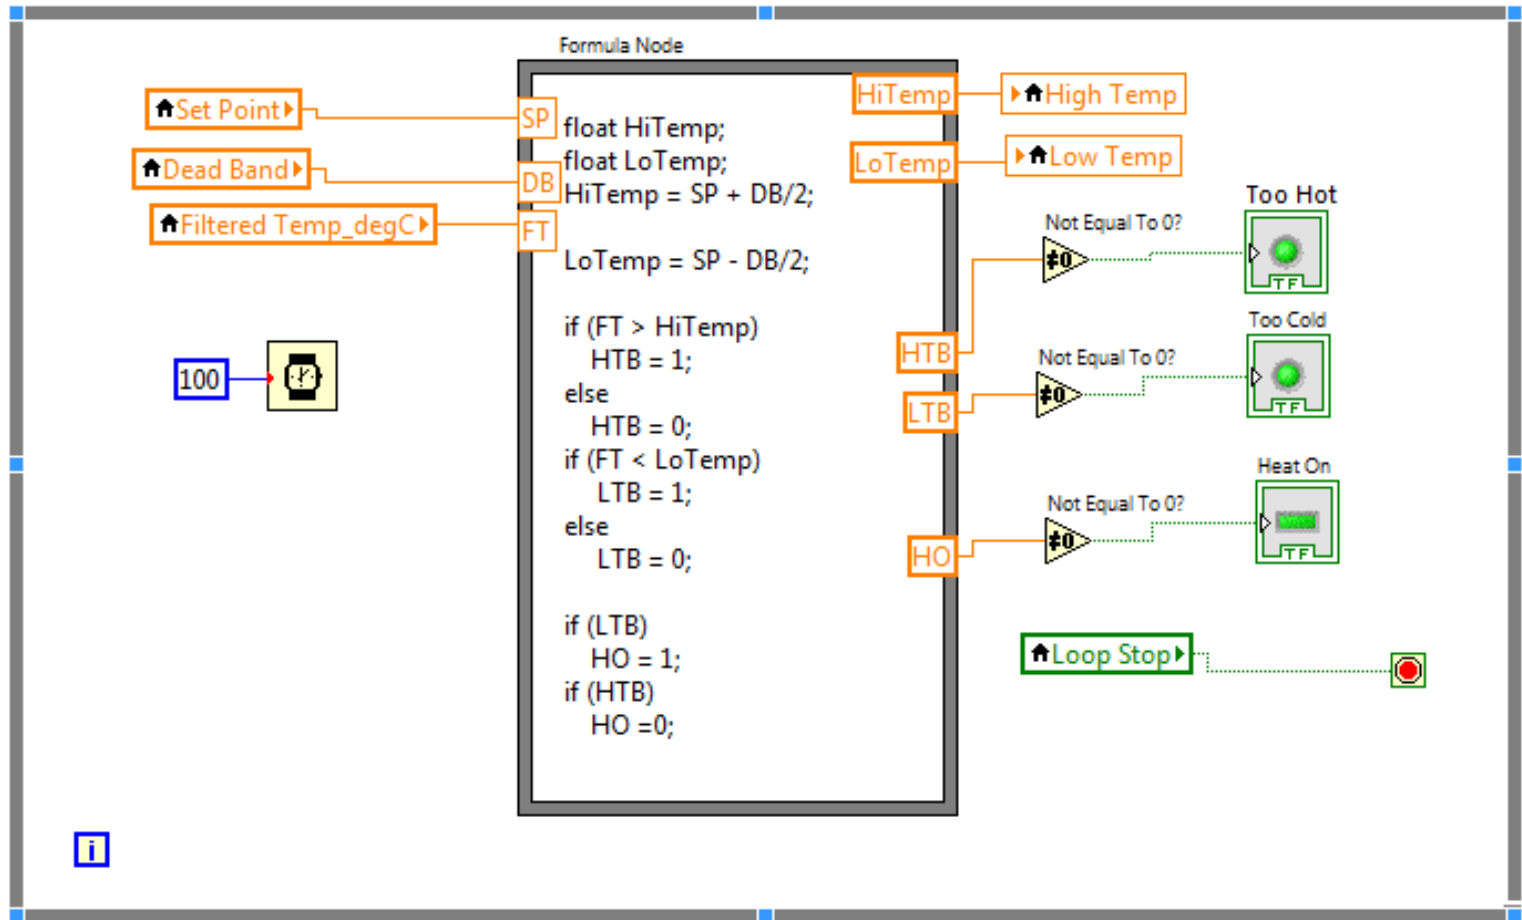 Formula Node
Set Point
Dead Band
Filtered Temp_degC
SP
DB
FT
float HiTemp;
float LoTemp;
HiTemp = SP + DB/2;
LoTemp = SP - DB/2;
if (FT > HiTemp)
HTB = 1;
else
HTB = 0;
if (FT < LoTemp)
LTB = 1;
else
LTB = 0;
if (LTB)
HO = 1;
if (HTB)
HO =0;
HiTemp
High Temp
LoTemp
Low Temp
HTB
Not Equal To 0?
≠0
Too Hot
TF
LTB
Not Equal To 0?
≠0
Too Cold
TF
HO
Not Equal To 0?
≠0
Heat On
TF
Loop Stop
100
i